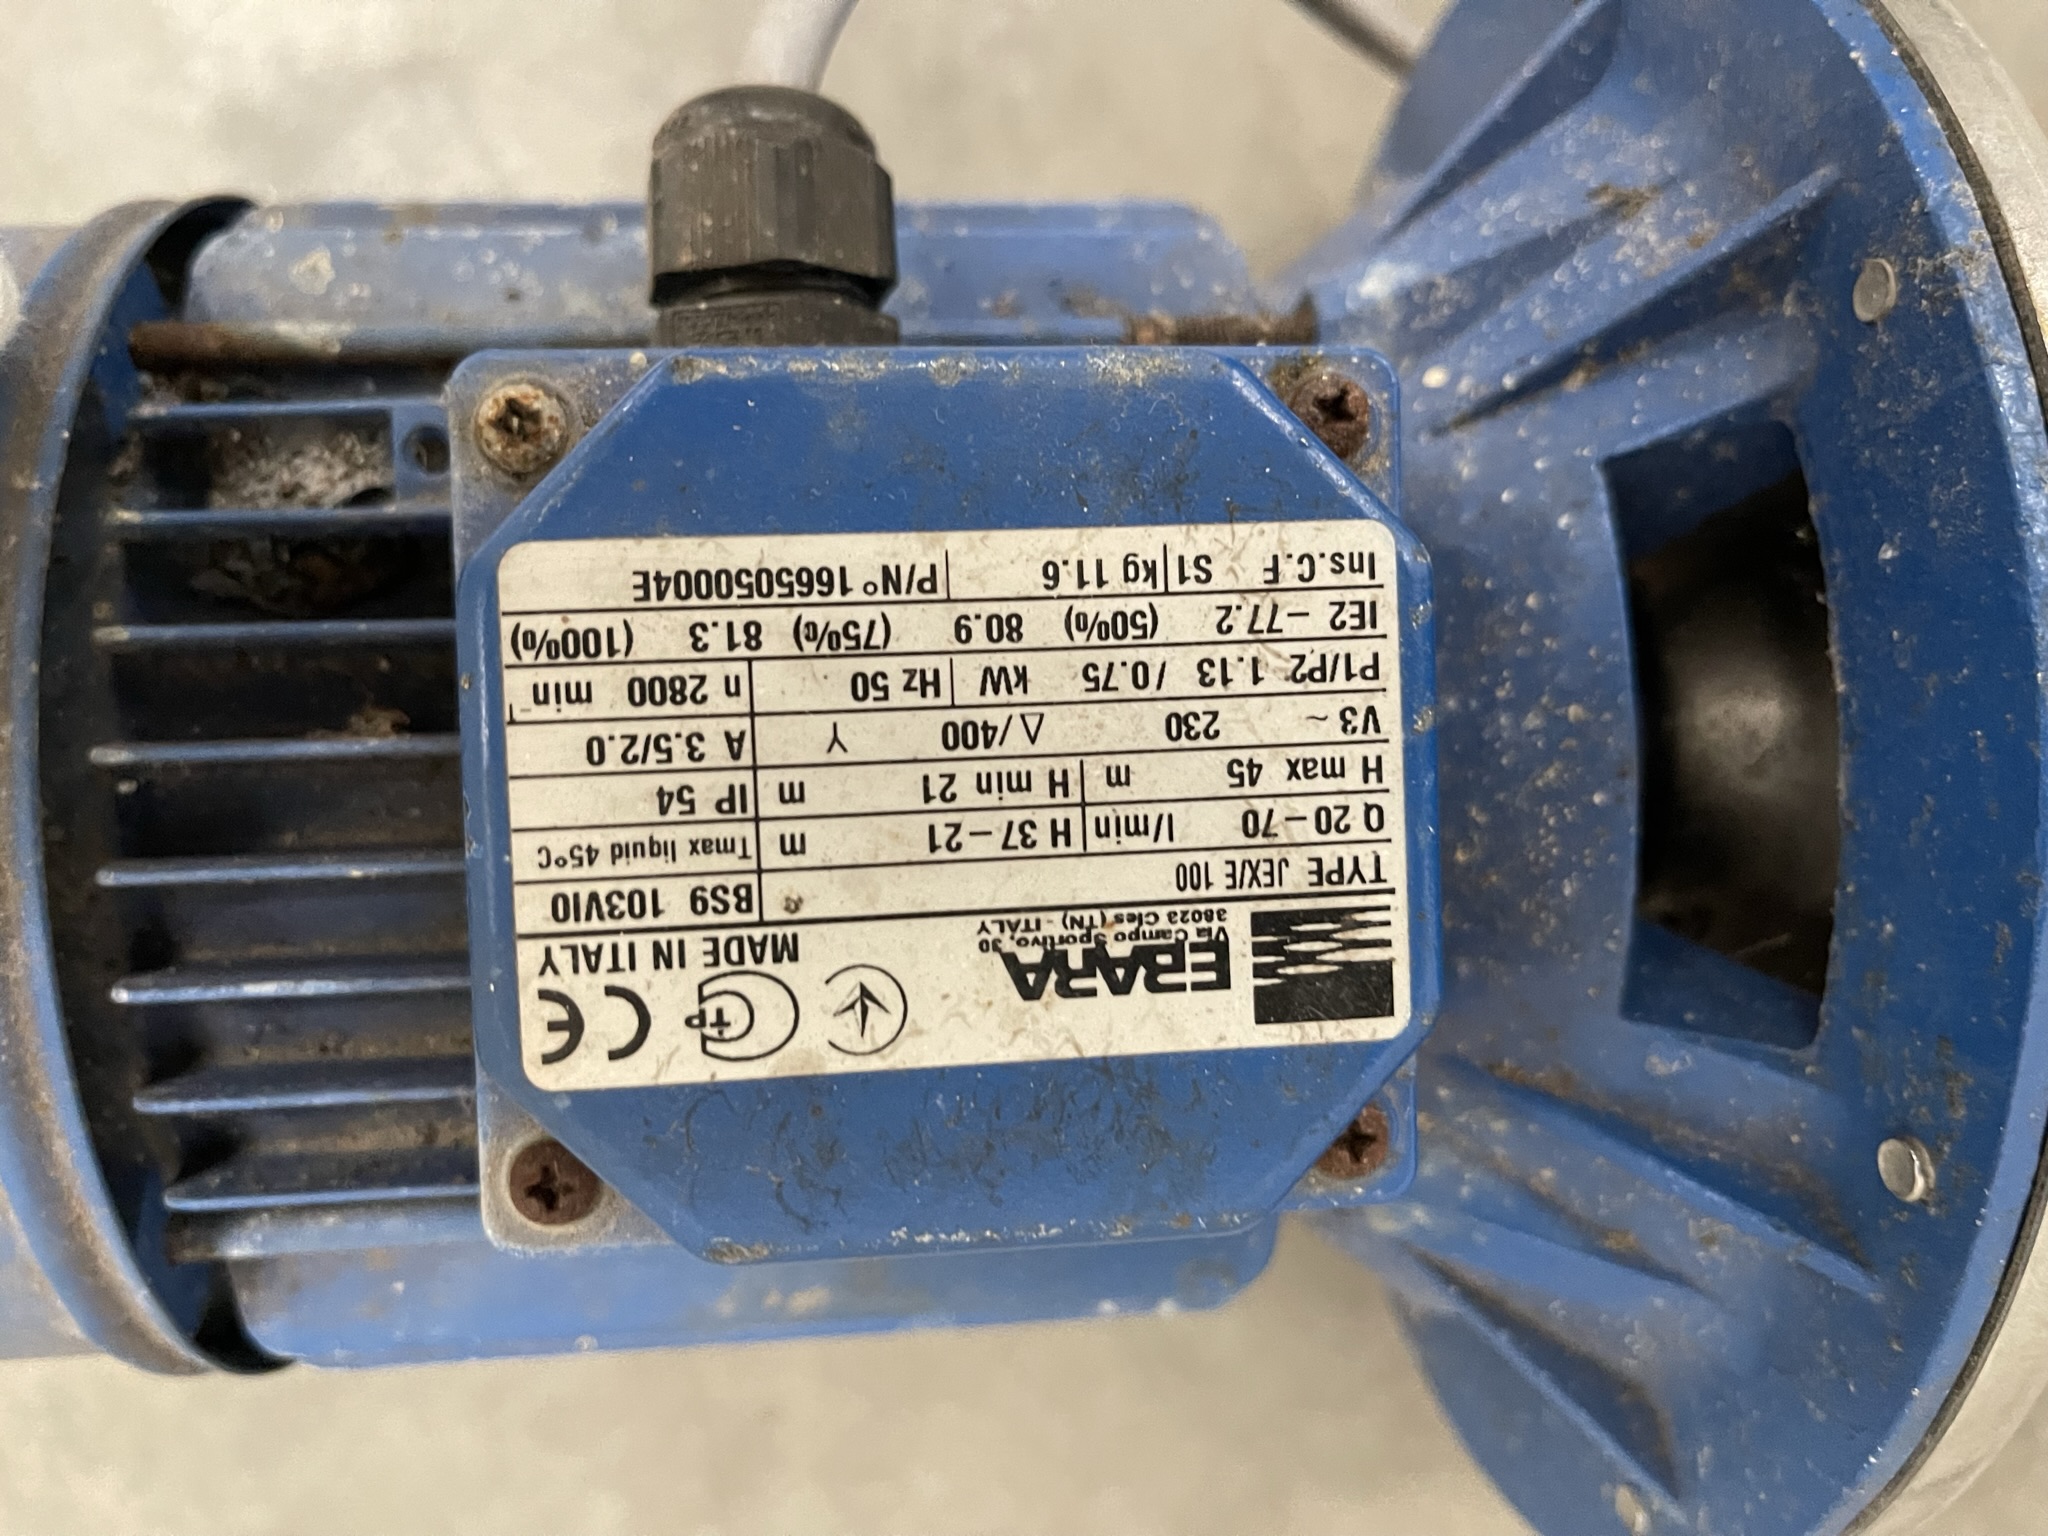 EBARA
Via Campo Sportivo, 30
38023 Cles (TN) - ITALY
CE
MADE IN ITALY
TYPE JEX/E 100 BS9 103VI0
Q 20-70 l/min H 37-21 m Tmax liquid 45°C
H max 45 m H min 21 m IP 54
V3~ 230 Δ/400 Y A 3.5/2.0
P1/P2 1.13 /0.75 kW Hz 50 n 2800 min⁻¹
IE2 -77.2 (50%) 80.9 (75%) 81.3 (100%)
Ins.C.F S1 kg 11.6 P/N° 1665050004E